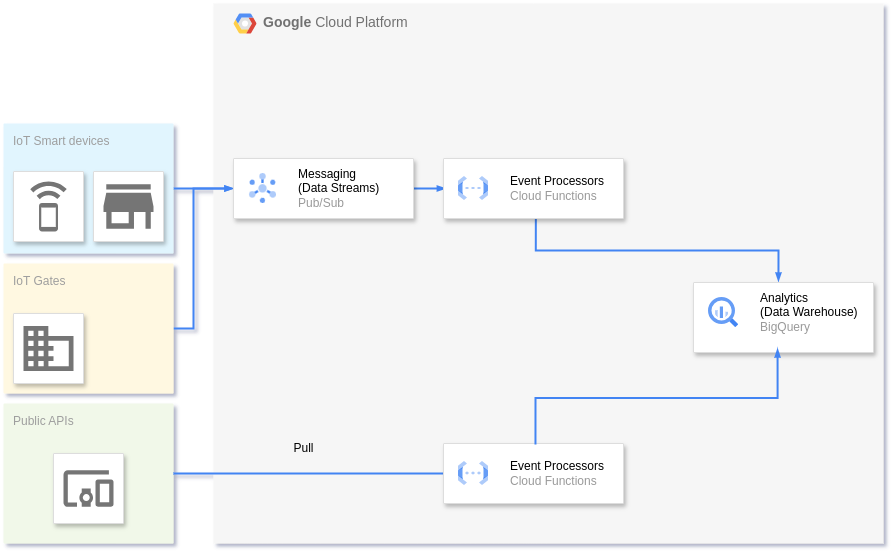 Google Cloud Platform
IoT Smart devices
Messaging
(Data Streams)
Pub/Sub
Event Processors
Cloud Functions
IoT Gates
Analytics
(Data Warehouse)
BigQuery
Public APIs
Pull
Event Processors
Cloud Functions